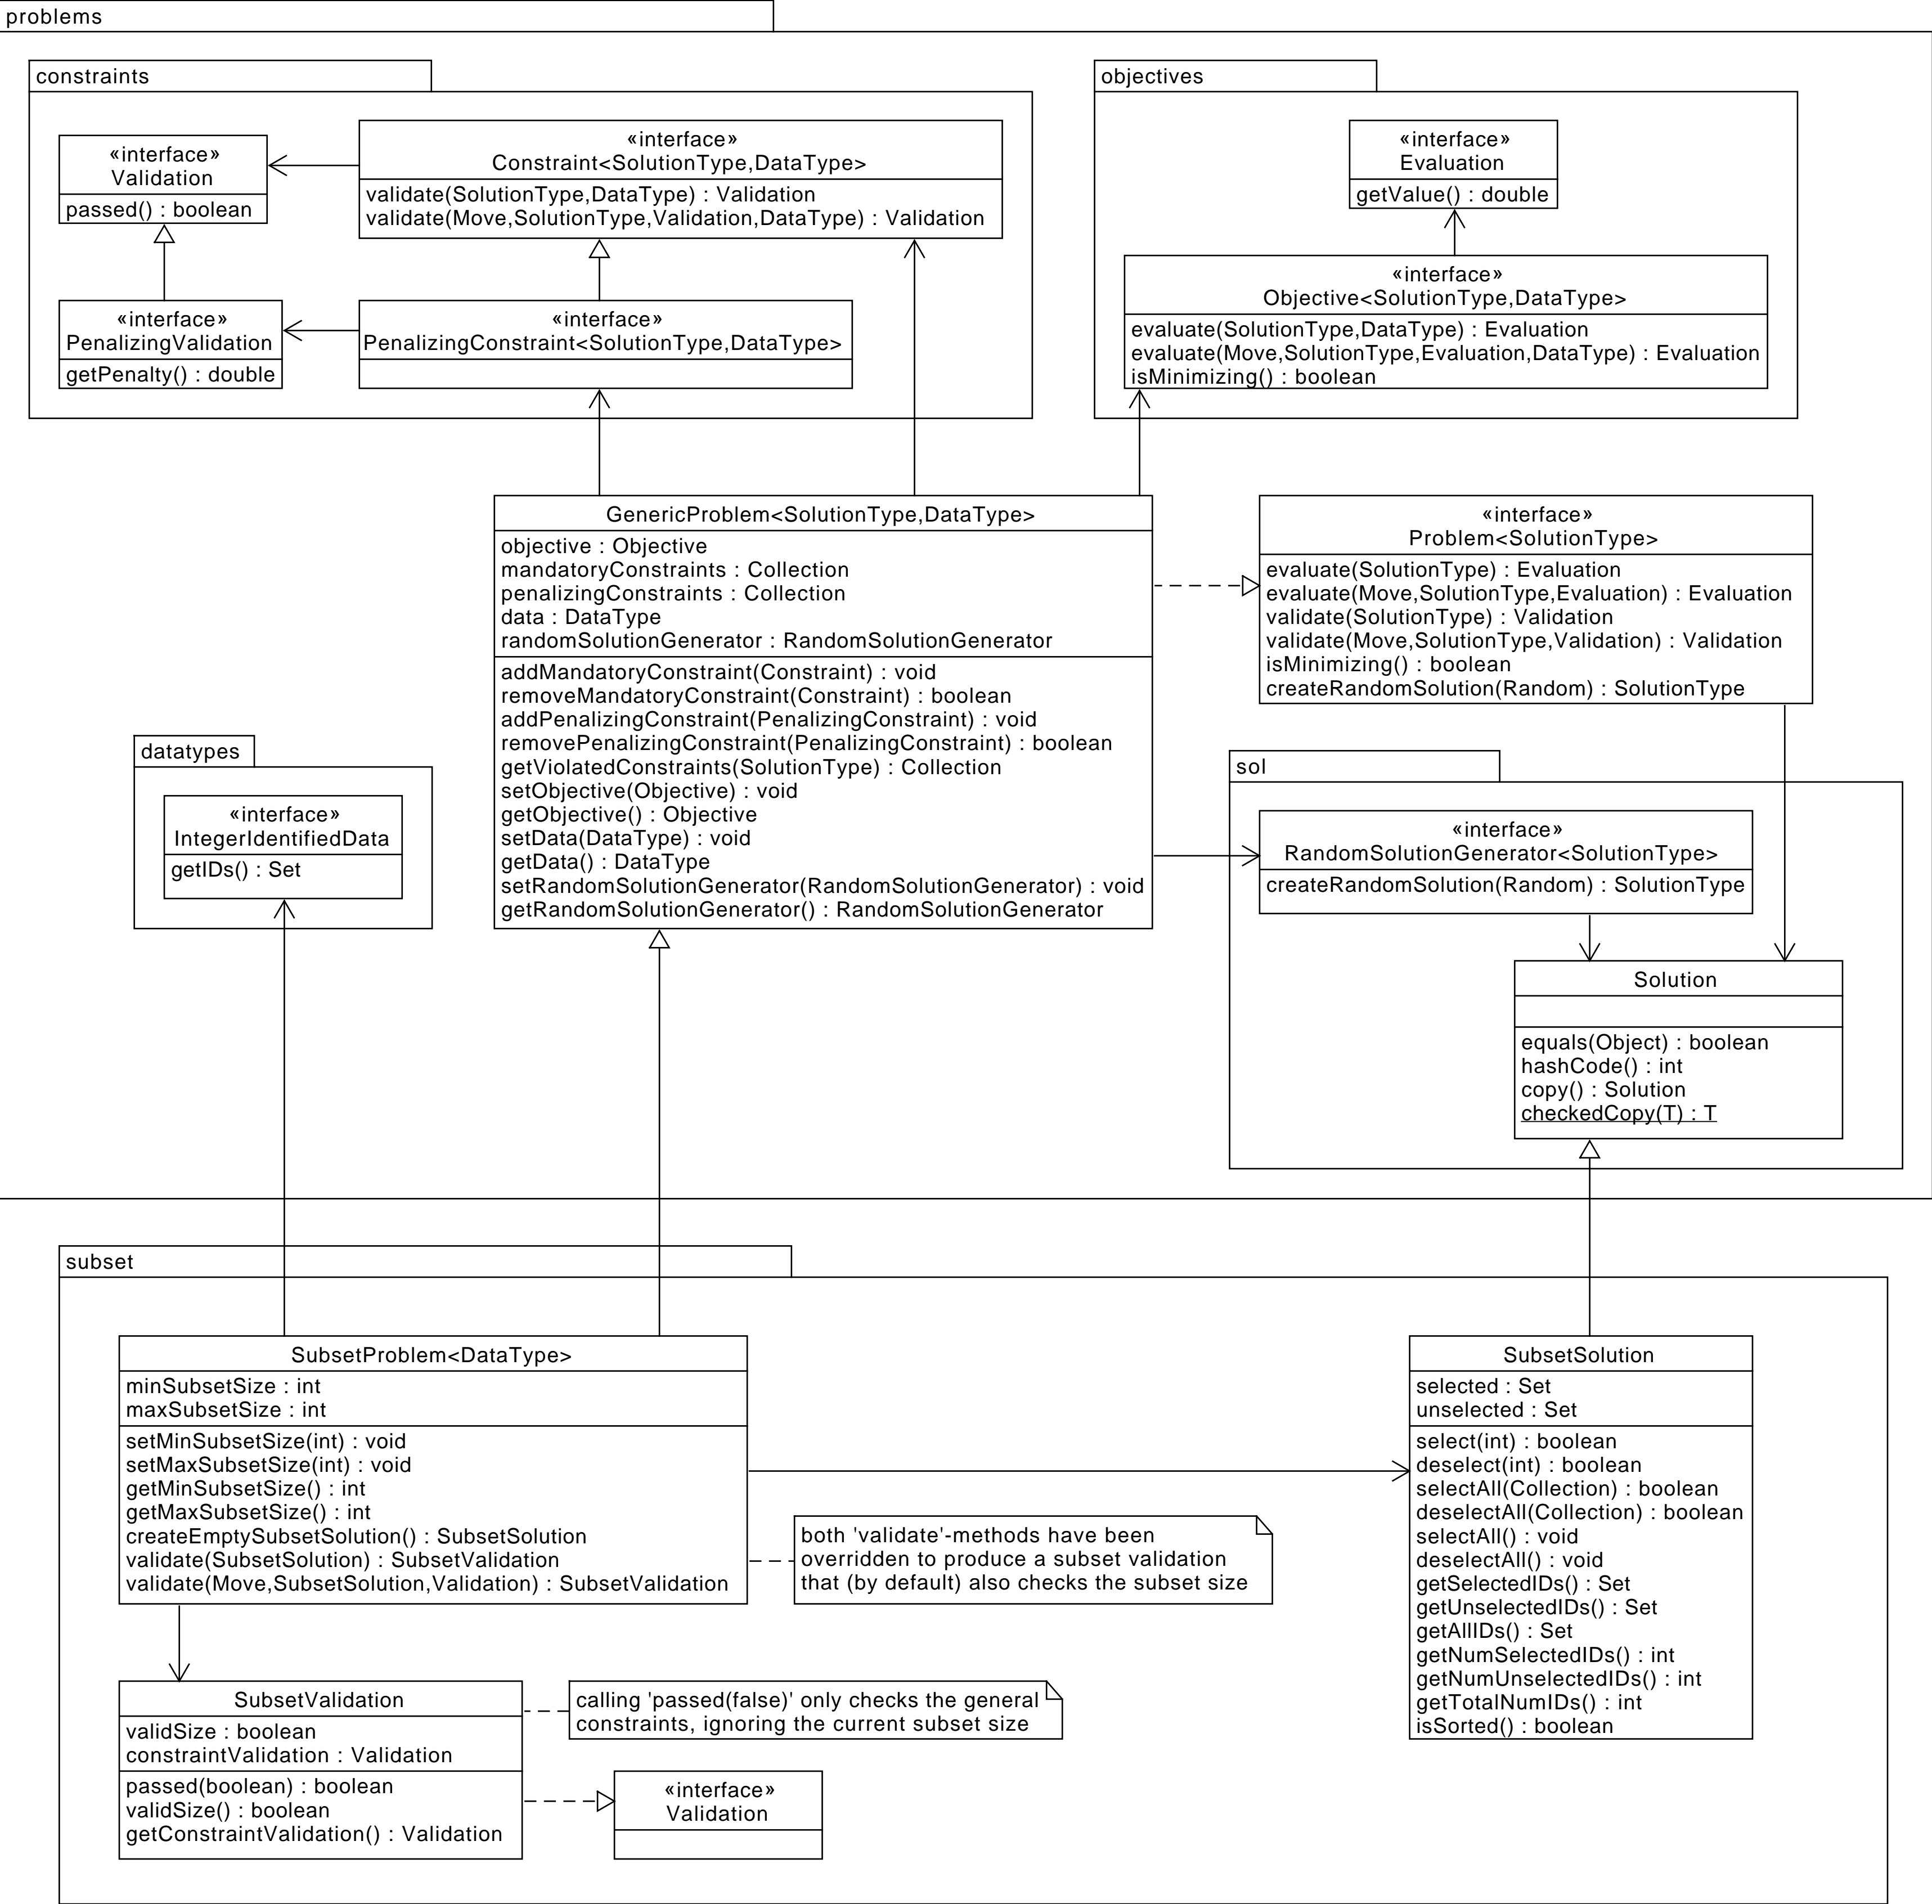 problems
constraints
«interface»
Validation
passed() : boolean
«interface»
Constraint<SolutionType,DataType>
validate(SolutionType,DataType) : Validation
validate(Move,SolutionType,Validation,DataType) : Validation
«interface»
PenalizingValidation
getPenalty() : double
«interface»
PenalizingConstraint<SolutionType,DataType>
objectives
«interface»
Evaluation
getValue() : double
«interface»
Objective<SolutionType,DataType>
evaluate(SolutionType,DataType) : Evaluation
evaluate(Move,SolutionType,Evaluation,DataType) : Evaluation
isMinimizing() : boolean
GenericProblem<SolutionType,DataType>
objective : Objective
mandatoryConstraints : Collection
penalizingConstraints : Collection
data : DataType
randomSolutionGenerator : RandomSolutionGenerator
addMandatoryConstraint(Constraint) : void
removeMandatoryConstraint(Constraint) : boolean
addPenalizingConstraint(PenalizingConstraint) : void
removePenalizingConstraint(PenalizingConstraint) : boolean
getViolatedConstraints(SolutionType) : Collection
setObjective(Objective) : void
getObjective() : Objective
setData(DataType) : void
getData() : DataType
setRandomSolutionGenerator(RandomSolutionGenerator) : void
getRandomSolutionGenerator() : RandomSolutionGenerator
«interface»
Problem<SolutionType>
evaluate(SolutionType) : Evaluation
evaluate(Move,SolutionType,Evaluation) : Evaluation
validate(SolutionType) : Validation
validate(Move,SolutionType,Validation) : Validation
isMinimizing() : boolean
createRandomSolution(Random) : SolutionType
datatypes
«interface»
IntegerIdentifiedData
getIDs() : Set
sol
«interface»
RandomSolutionGenerator<SolutionType>
createRandomSolution(Random) : SolutionType
Solution
equals(Object) : boolean
hashCode() : int
copy() : Solution
checkedCopy(T) : T
subset
SubsetProblem<DataType>
minSubsetSize : int
maxSubsetSize : int
setMinSubsetSize(int) : void
setMaxSubsetSize(int) : void
getMinSubsetSize() : int
getMaxSubsetSize() : int
createEmptySubsetSolution() : SubsetSolution
validate(SubsetSolution) : SubsetValidation
validate(Move,SubsetSolution,Validation) : SubsetValidation
both 'validate'-methods have been
overridden to produce a subset validation
that (by default) also checks the subset size
SubsetSolution
selected : Set
unselected : Set
select(int) : boolean
deselect(int) : boolean
selectAll(Collection) : boolean
deselectAll(Collection) : boolean
selectAll() : void
deselectAll() : void
getSelectedIDs() : Set
getUnselectedIDs() : Set
getAllIDs() : Set
getNumSelectedIDs() : int
getNumUnselectedIDs() : int
getTotalNumIDs() : int
isSorted() : boolean
SubsetValidation
validSize : boolean
constraintValidation : Validation
passed(boolean) : boolean
validSize() : boolean
getConstraintValidation() : Validation
calling 'passed(false)' only checks the general
constraints, ignoring the current subset size
«interface»
Validation